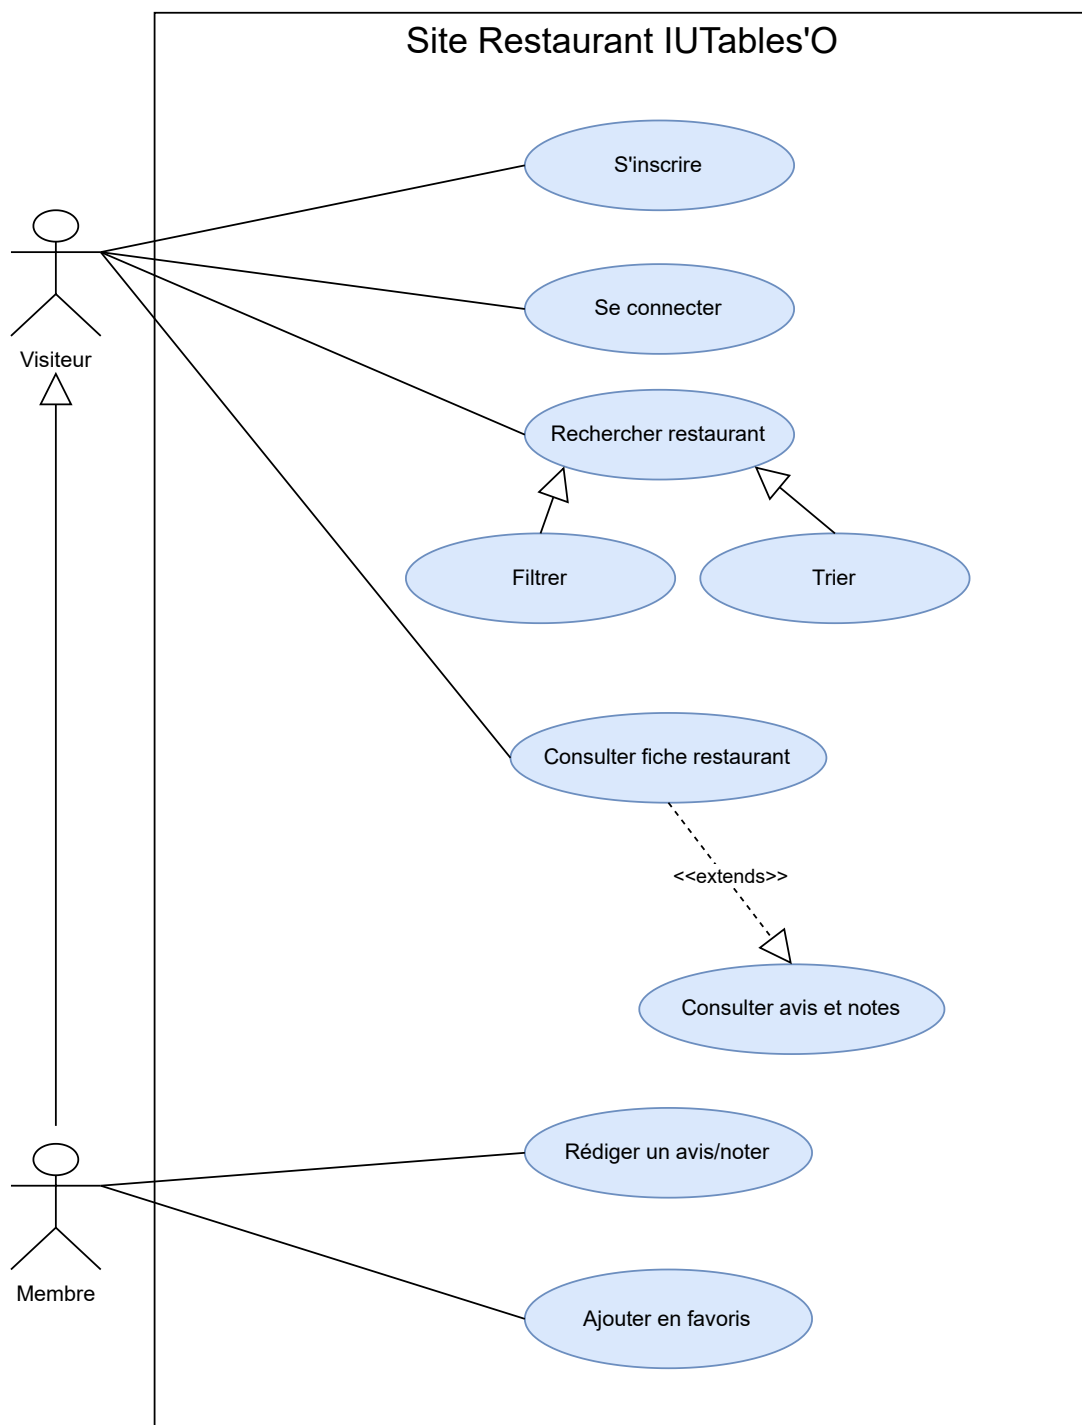 Site Restaurant IUTables'O
S'inscrire
Visiteur
Se connecter
Rechercher restaurant
Filtrer
Trier
Consulter fiche restaurant
<<extends>>
Consulter avis et notes
Rédiger un avis/noter
Membre
Ajouter en favoris